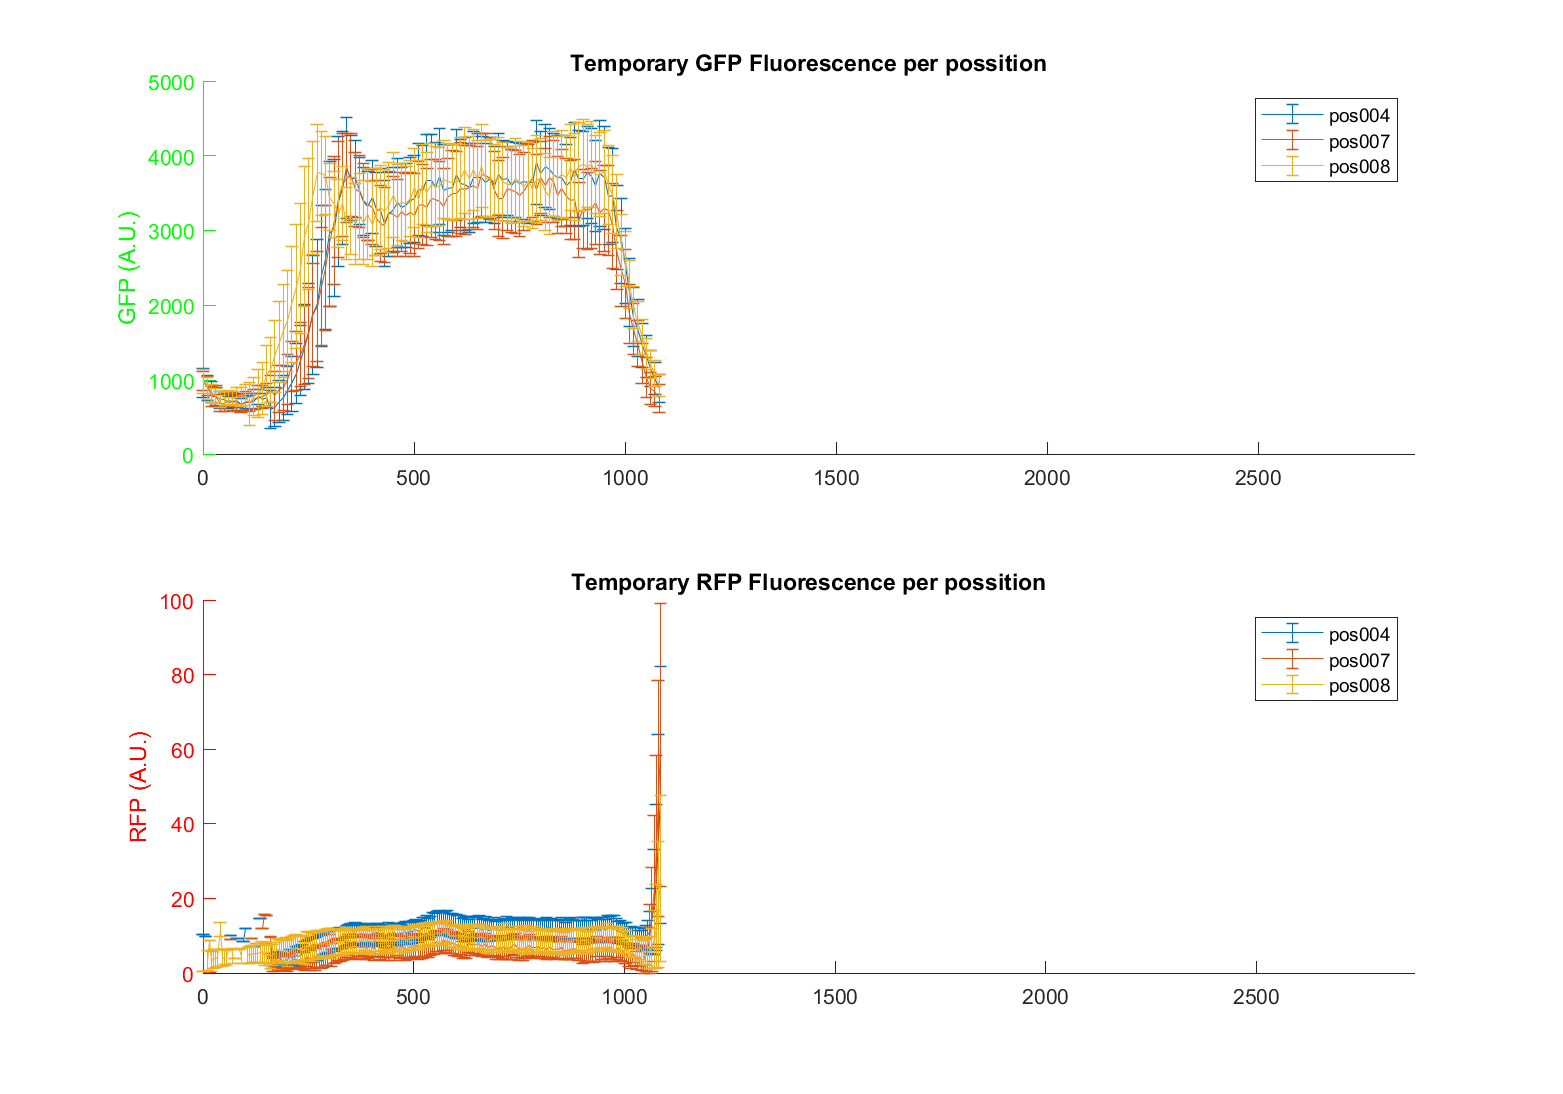 Temporary GFP Fluorescence per possition
5000
4000
3000
2000
1000
0
GFP (A.U.)
0 500 1000 1500 2000 2500
pos004
pos007
pos008
Temporary RFP Fluorescence per possition
100
80
60
40
20
0
RFP (A.U.)
0 500 1000 1500 2000 2500
pos004
pos007
pos008